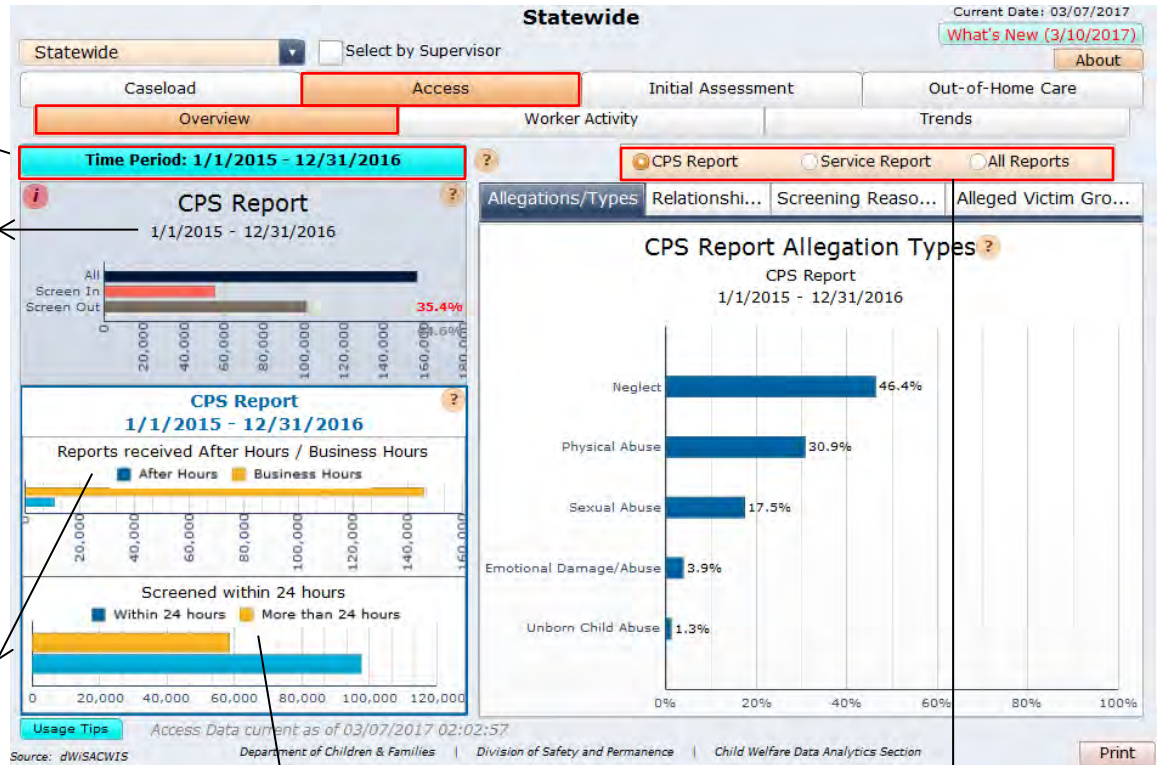 Statewide
Current Date: 03/07/2017
What's New (3/10/2017)
Statewide
Select by Supervisor
About
Caseload
Access
Initial Assessment
Out-of-Home Care
Overview
Worker Activity
Trends
Time Period: 1/1/2015 - 12/31/2016
?
CPS Report
Service Report
All Reports
i
CPS Report
?
1/1/2015 - 12/31/2016
All
Screen In
Screen Out
35.4%
0
20,000
40,000
60,000
80,000
100,000
120,000
140,000
160,000
180,000
CPS Report
?
1/1/2015 - 12/31/2016
Reports received After Hours / Business Hours
After Hours
Business Hours
0
20,000
40,000
60,000
80,000
100,000
120,000
140,000
160,000
Screened within 24 hours
Within 24 hours
More than 24 hours
0
20,000
40,000
60,000
80,000
100,000
120,000
Allegations/Types
Relationshi...
Screening Reaso...
Alleged Victim Gro...
CPS Report Allegation Types
?
CPS Report
1/1/2015 - 12/31/2016
Neglect
46.4%
Physical Abuse
30.9%
Sexual Abuse
17.5%
Emotional Damage/Abuse
3.9%
Unborn Child Abuse
1.3%
0%
20%
40%
60%
80%
100%
Usage Tips
Access Data current as of 03/07/2017 02:02:57
Source: dWiSACWIS
Department of Children & Families | Division of Safety and Permanence | Child Welfare Data Analytics Section
Print